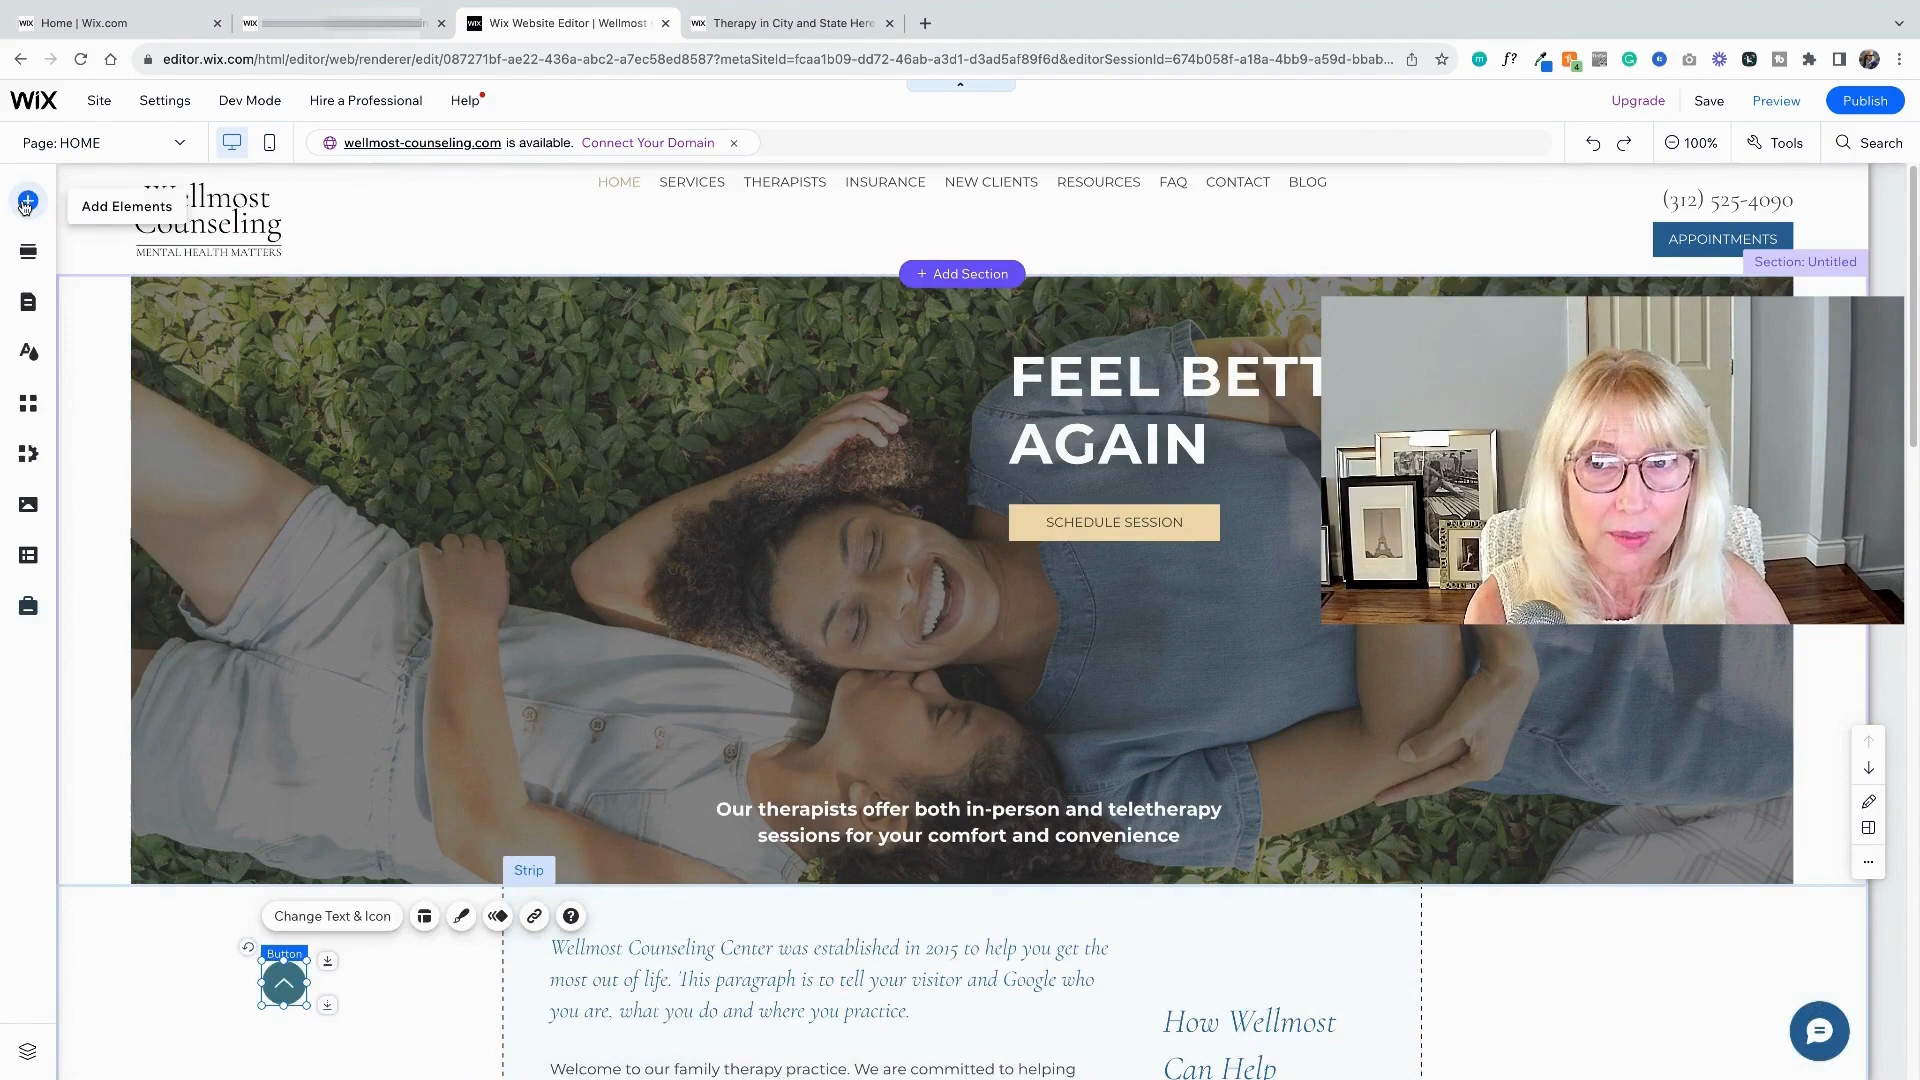 WiX Home | Wix.com
WiX
WiX Wix Website Editor | Wellmost
WiX Therapy in City and State Here
editor.wix.com/html/editor/web/renderer/edit/087271bf-ae22-436a-abc2-a7ec58ed8587?metaSiteId=fcaa1b09-dd72-46ab-a3d1-d3ad5af89f6d&editorSessionId=674b058f-a18a-4bb9-a59d-bbab...
WiX Site Settings Dev Mode Hire a Professional Help Upgrade Save Preview Publish
Page: HOME wellmost-counseling.com is available. Connect Your Domain 100% Tools Search
Add Elements
Wellmost
Counseling
MENTAL HEALTH MATTERS
HOME SERVICES THERAPISTS INSURANCE NEW CLIENTS RESOURCES FAQ CONTACT BLOG
(312) 525-4090
APPOINTMENTS
Section: Untitled
+ Add Section
FEEL BETT
AGAIN
SCHEDULE SESSION
Our therapists offer both in-person and teletherapy
sessions for your comfort and convenience
Strip
Change Text & Icon
Button
Wellmost Counseling Center was established in 2015 to help you get the
most out of life. This paragraph is to tell your visitor and Google who
you are, what you do and where you practice.
How Wellmost
Can Help
Welcome to our family therapy practice. We are committed to helping